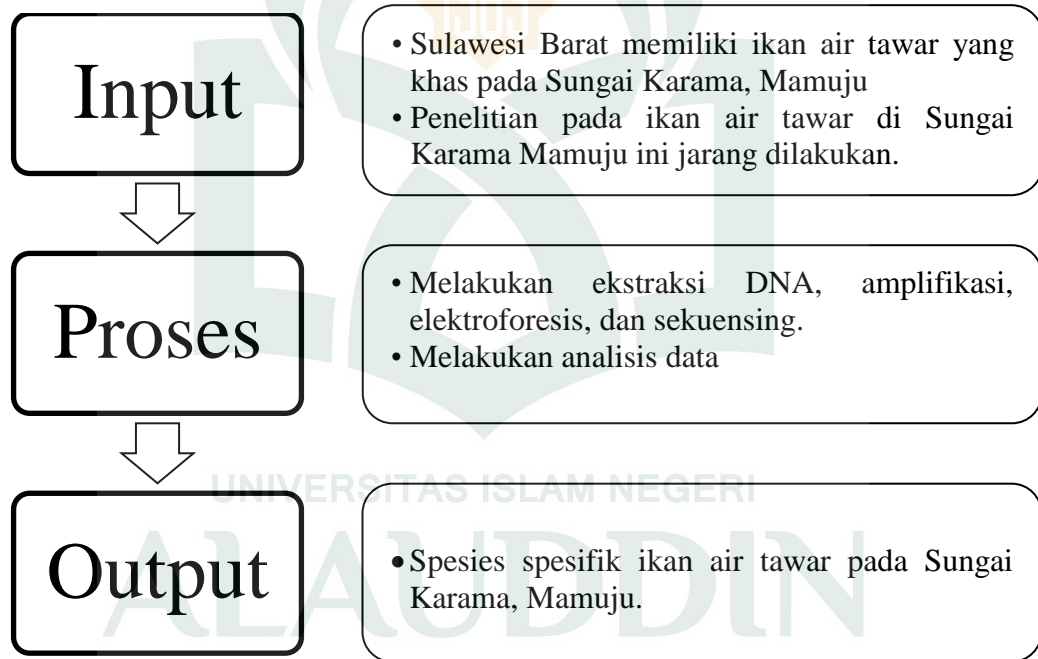 Input
• Sulawesi Barat memiliki ikan air tawar yang
khas pada Sungai Karama, Mamuju
• Penelitian pada ikan air tawar di Sungai
Karama Mamuju ini jarang dilakukan.
Proses
• Melakukan ekstraksi DNA, amplifikasi,
elektroforesis, dan sekuensing.
• Melakukan analisis data
UNIVERSITAS ISLAM NEGERI
Output
• Spesies spesifik ikan air tawar pada Sungai
Karama, Mamuju.
ALAUDDIN